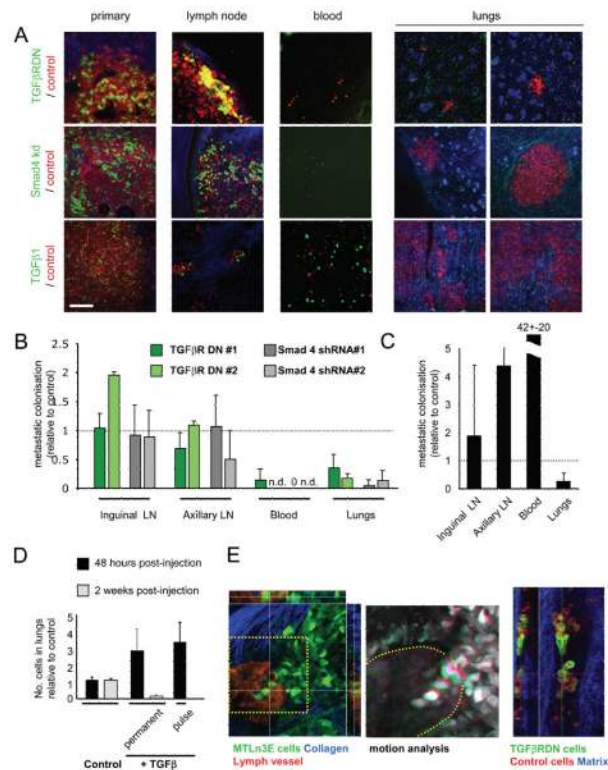 A
primary
lymph node
blood
lungs
TGFβRDN
/ control
Smad4 kd
/ control
TGFβ1
/ control
B
metastatic colonisation
(relative to control)
2.5
2
1.5
1
0.5
0
TGFβR DN #1
TGFβR DN #2
Smad 4 shRNA#1
Smad 4 shRNA#2
n.d. 0 n.d.
Inguinal LN
Axillary LN
Blood
Lungs
C
42+-20
metastatic colonisation
(relative to control)
5
4
3
2
1
0
Inguinal LN
Axillary LN
Blood
Lungs
D
48 hours post-injection
2 weeks post-injection
No. cells in lungs
relative to control
5
4
3
2
1
0
permanent
pulse
Control
+ TGFβ
E
MTLn3E cells Collagen
Lymph vessel
motion analysis
TGFβRDN cells
Control cells Matrix